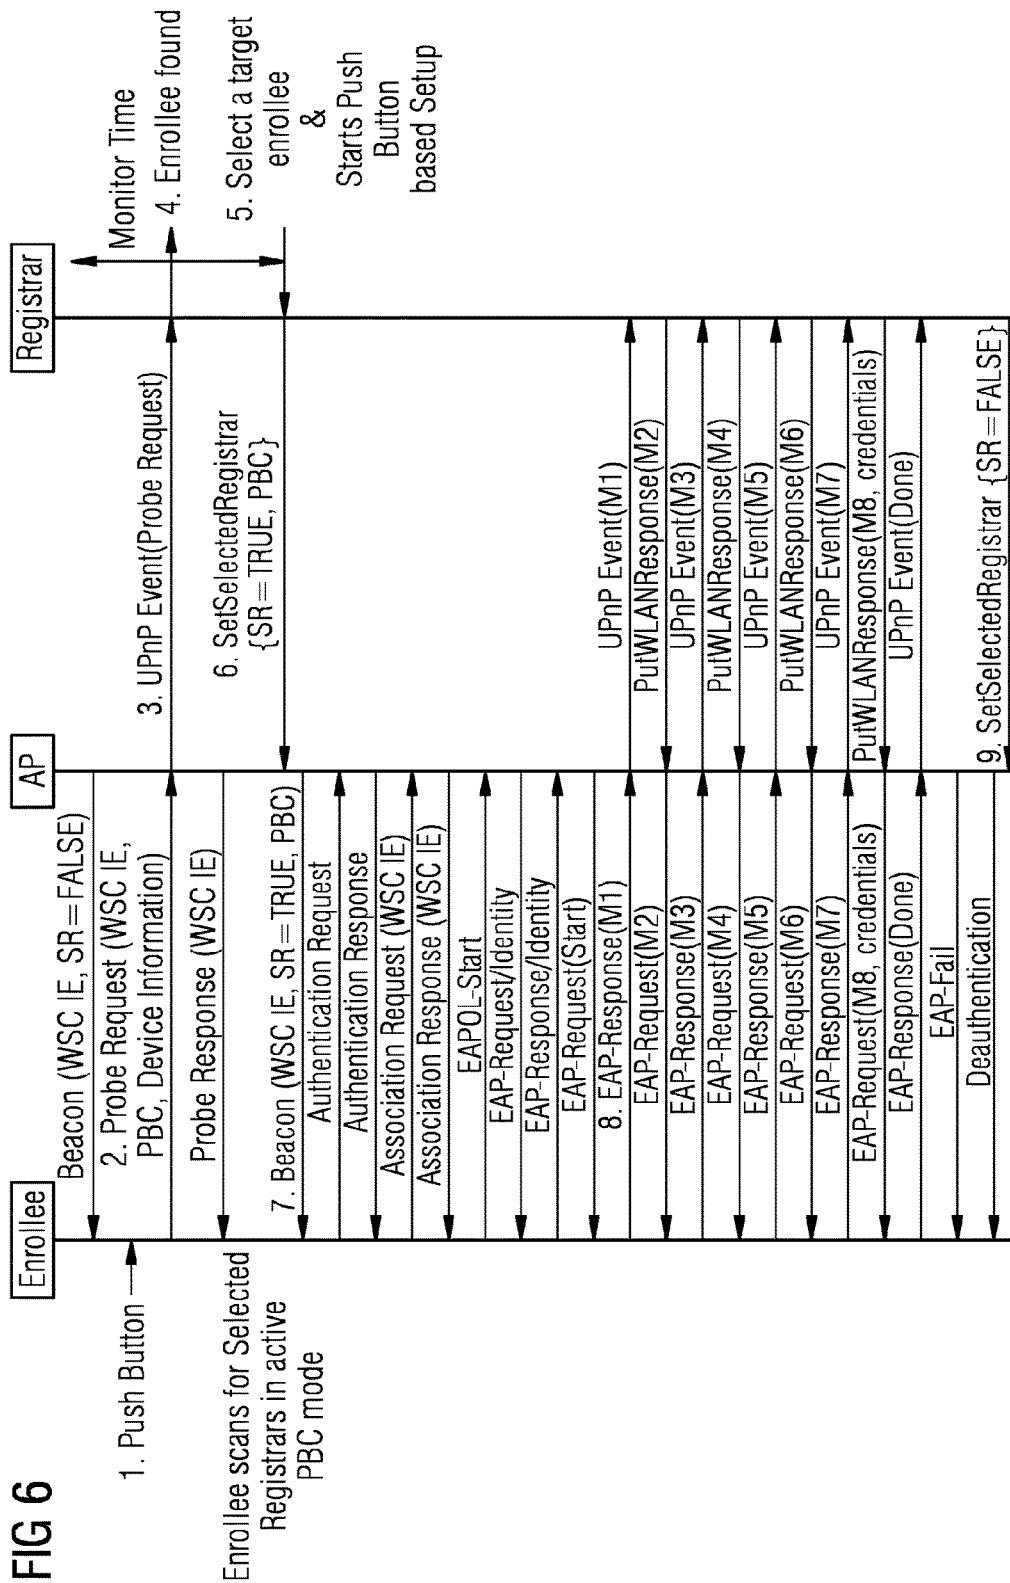 FIG 6
Enrollee
AP
Registrar
Beacon (WSC IE, SR=FALSE)
1. Push Button
2. Probe Request (WSC IE,
PBC, Device Information)
3. UPnP Event(Probe Request)
Monitor Time
4. Enrollee found
Probe Response (WSC IE)
Enrollee scans for Selected
Registrars in active
PBC mode
5. Select a target
enrollee
&
Starts Push
Button
based Setup
6. SetSelectedRegistrar
{SR=TRUE, PBC}
7. Beacon (WSC IE, SR=TRUE, PBC)
Authentication Request
Authentication Response
Association Request (WSC IE)
Association Response (WSC IE)
EAPOL-Start
EAP-Request/Identity
EAP-Response/Identity
EAP-Request(Start)
8. EAP-Response(M1)
UPnP Event(M1)
EAP-Request(M2)
PutWLANResponse(M2)
EAP-Response(M3)
UPnP Event(M3)
EAP-Request(M4)
PutWLANResponse(M4)
EAP-Response(M5)
UPnP Event(M5)
EAP-Request(M6)
PutWLANResponse(M6)
EAP-Response(M7)
UPnP Event(M7)
EAP-Request(M8, credentials)
PutWLANResponse(M8, credentials)
EAP-Response(Done)
UPnP Event(Done)
EAP-Fail
Deauthentication
9. SetSelectedRegistrar {SR=FALSE}